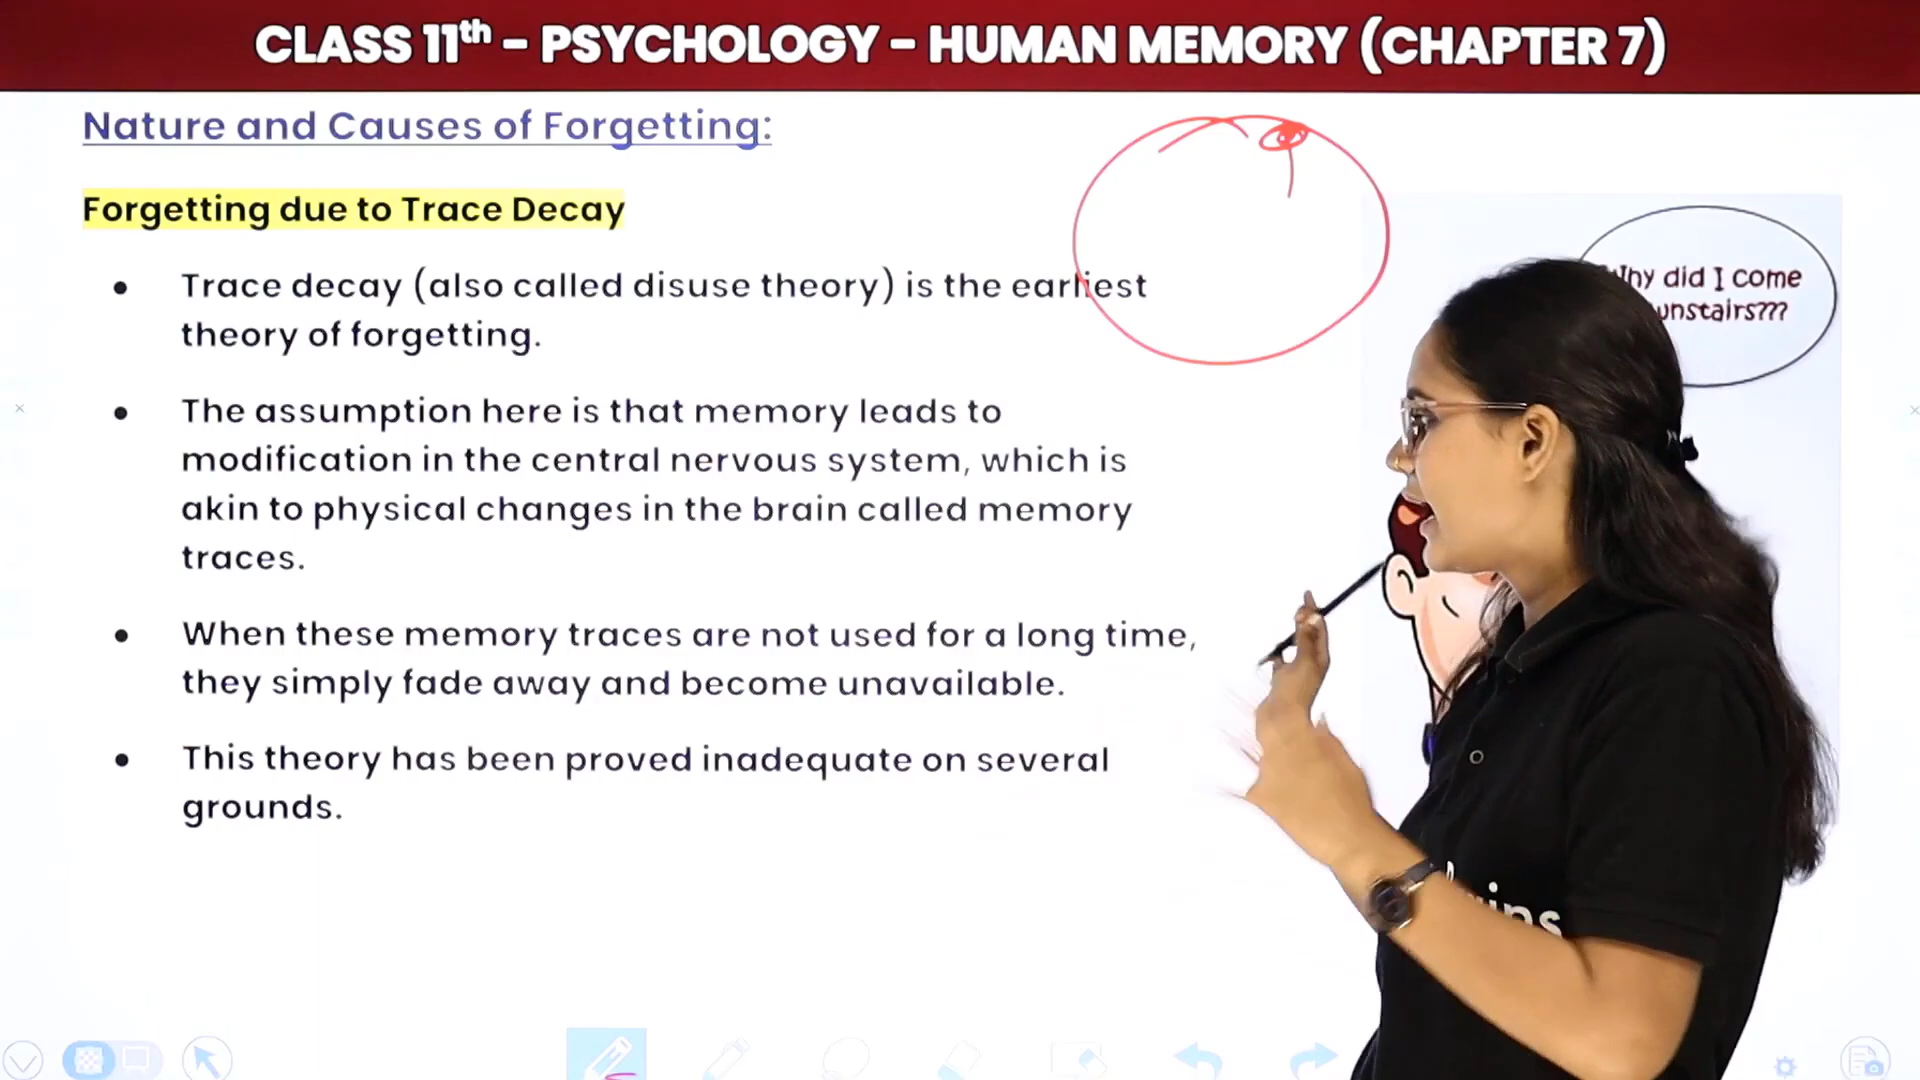 CLASS 11th – PSYCHOLOGY – HUMAN MEMORY (CHAPTER 7)
Nature and Causes of Forgetting:
Forgetting due to Trace Decay
• Trace decay (also called disuse theory) is the earliest
theory of forgetting.
• The assumption here is that memory leads to
modification in the central nervous system, which is
akin to physical changes in the brain called memory
traces.
• When these memory traces are not used for a long time,
they simply fade away and become unavailable.
• This theory has been proved inadequate on several
grounds.
did I come